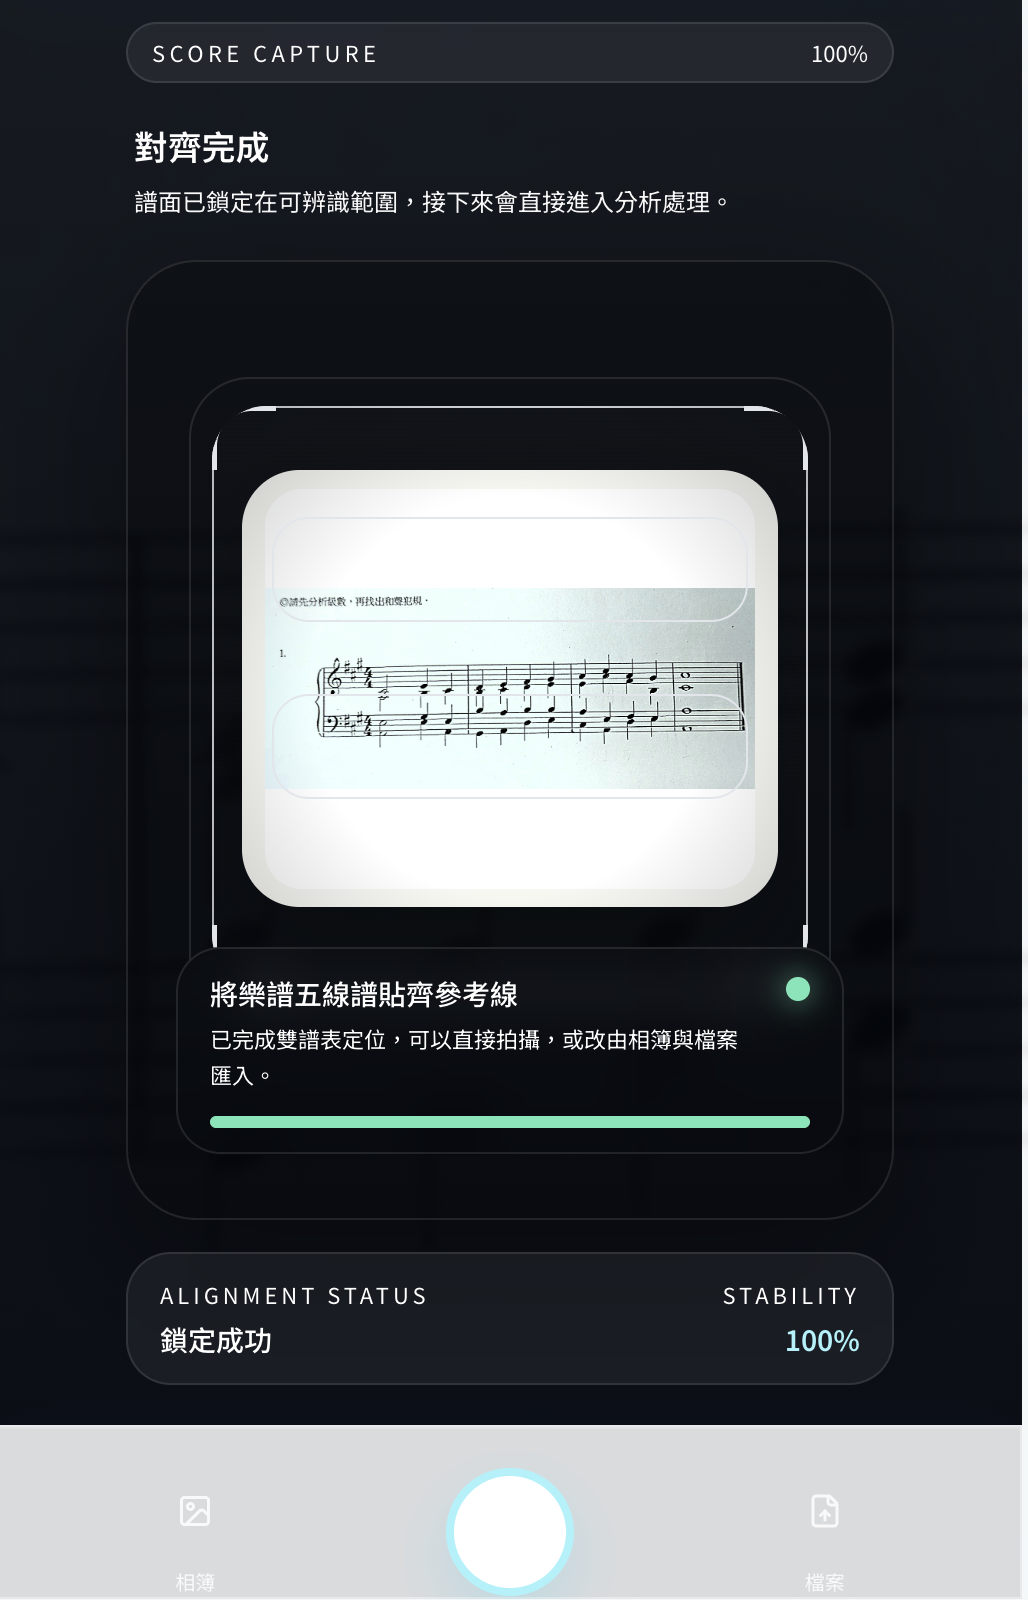 SCORE CAPTURE 100%
對齊完成
譜面已鎖定在可辨識範圍，接下來會直接進入分析處理。
◎請先分析級數，再找出和聲犯規。
1.
將樂譜五線譜貼齊參考線
已完成雙譜表定位，可以直接拍攝，或改由相簿與檔案
匯入。
ALIGNMENT STATUS STABILITY
鎖定成功 100%
相簿 檔案